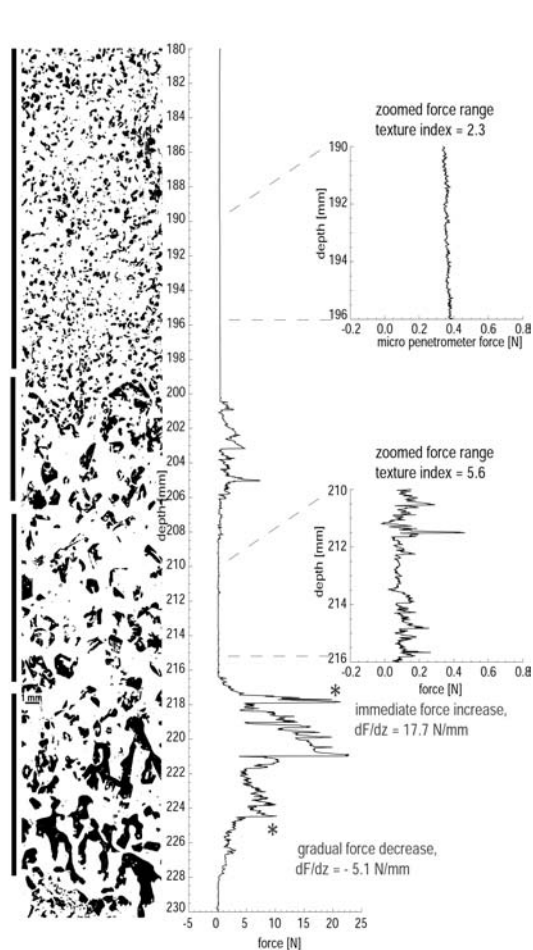 180
182
184
186
188
190
192
194
196
198
200
202
204
206
208
210
212
214
216
218
220
222
224
226
228
230
depth [mm]
1 mm
-5 0 5 10 15 20 25
force [N]
zoomed force range
texture index = 2.3
190
192
194
196
depth [mm]
-0.2 0.0 0.2 0.4 0.6 0.8
micro penetrometer force [N]
zoomed force range
texture index = 5.6
210
212
214
216
depth [mm]
-0.2 0.0 0.2 0.4 0.6 0.8
force [N]
*
immediate force increase,
dF/dz = 17.7 N/mm
*
gradual force decrease,
dF/dz = - 5.1 N/mm